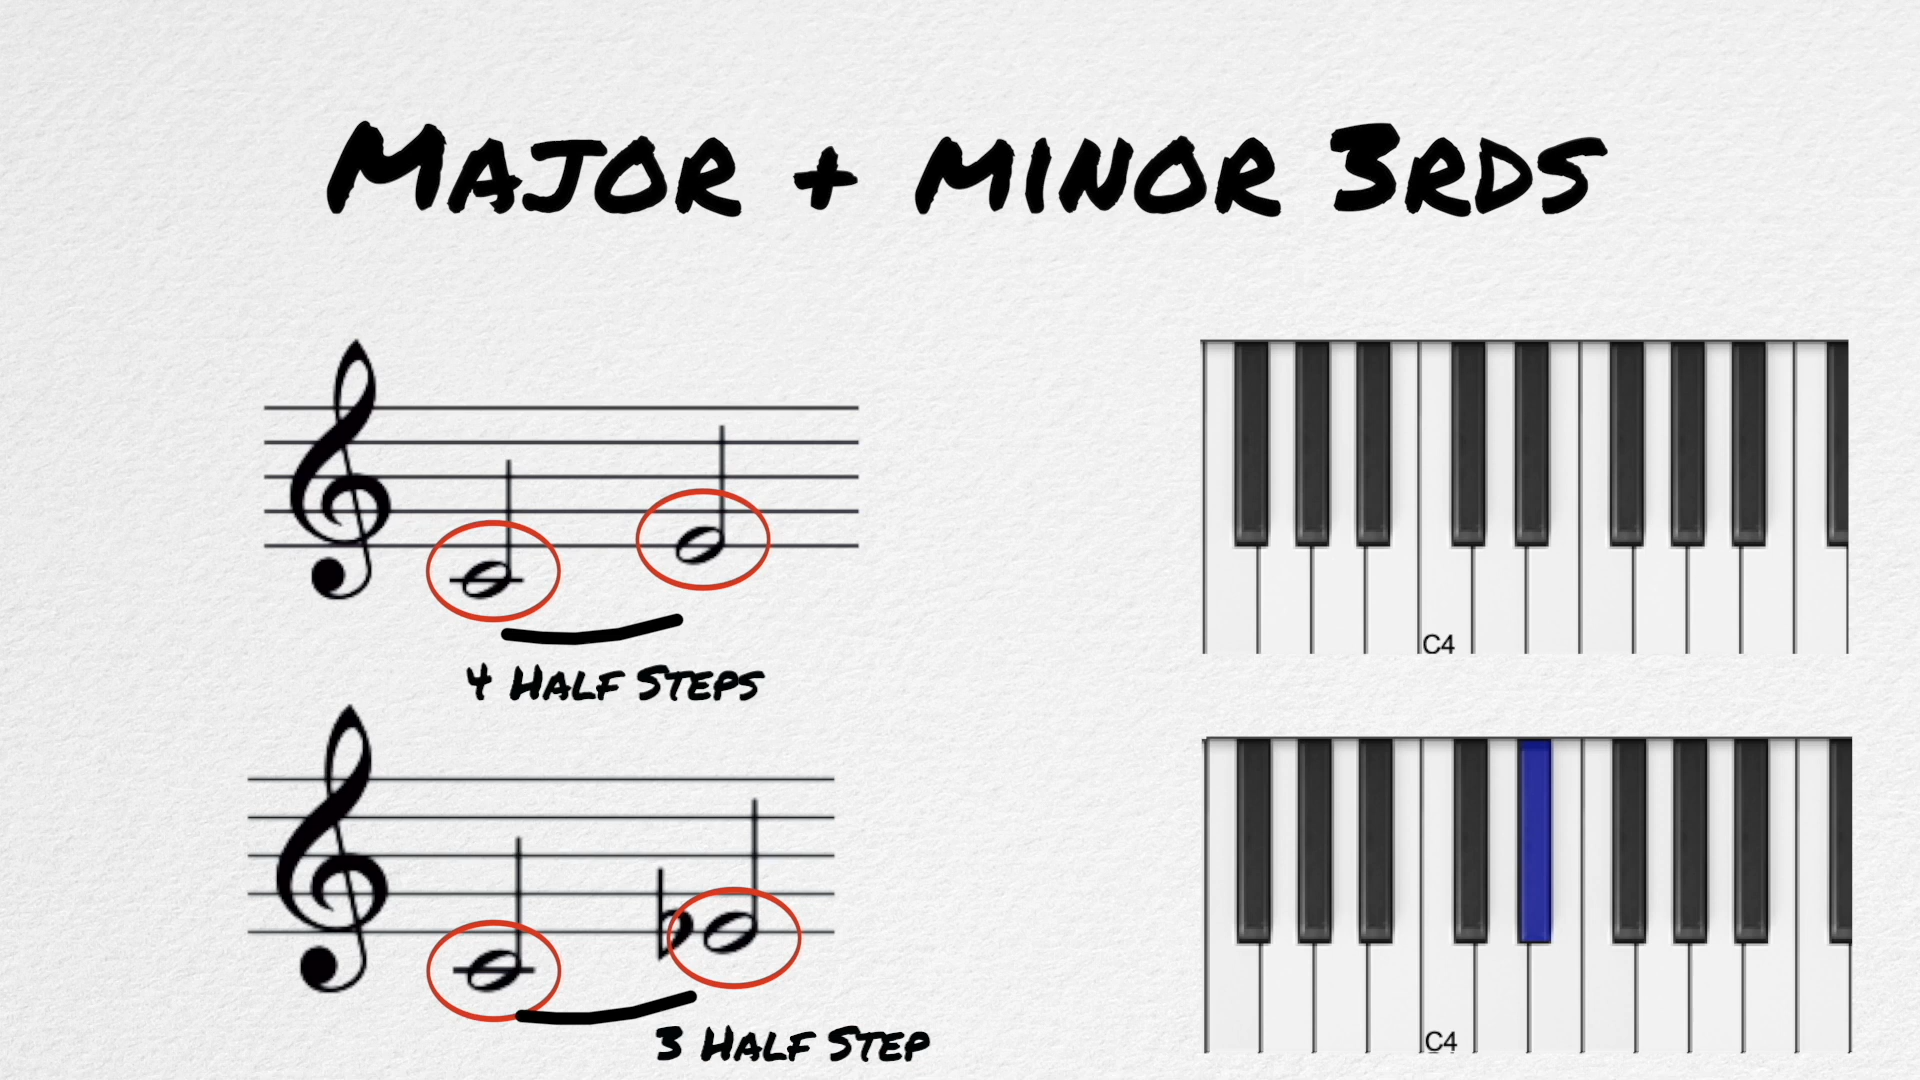 Major + minor 3rds
4 Half Steps
C4
3 Half Step
C4